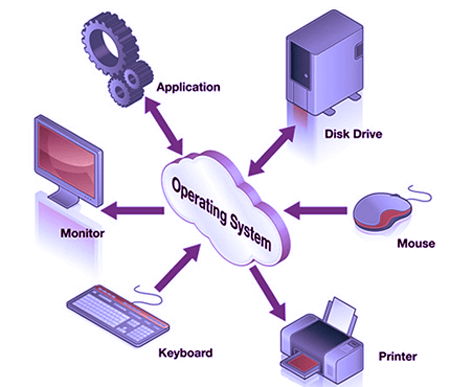 Application
Disk Drive
Operating System
Monitor
Mouse
Keyboard
Printer